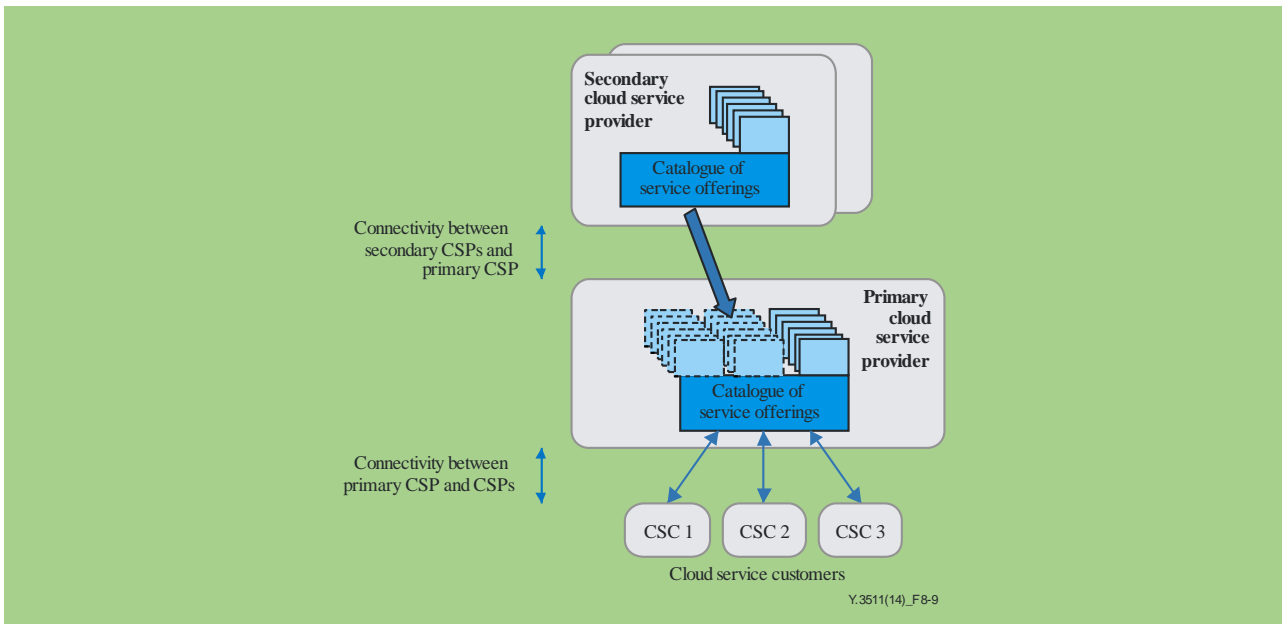 Secondary
cloud service
provider
Catalogue of
service offerings
Connectivity between
secondary CSPs and
primary CSP
Primary
cloud
service
provider
Catalogue of
service offerings
Connectivity between
primary CSP and CSPs
CSC 1
CSC 2
CSC 3
Cloud service customers
Y.3511(14)_F8-9